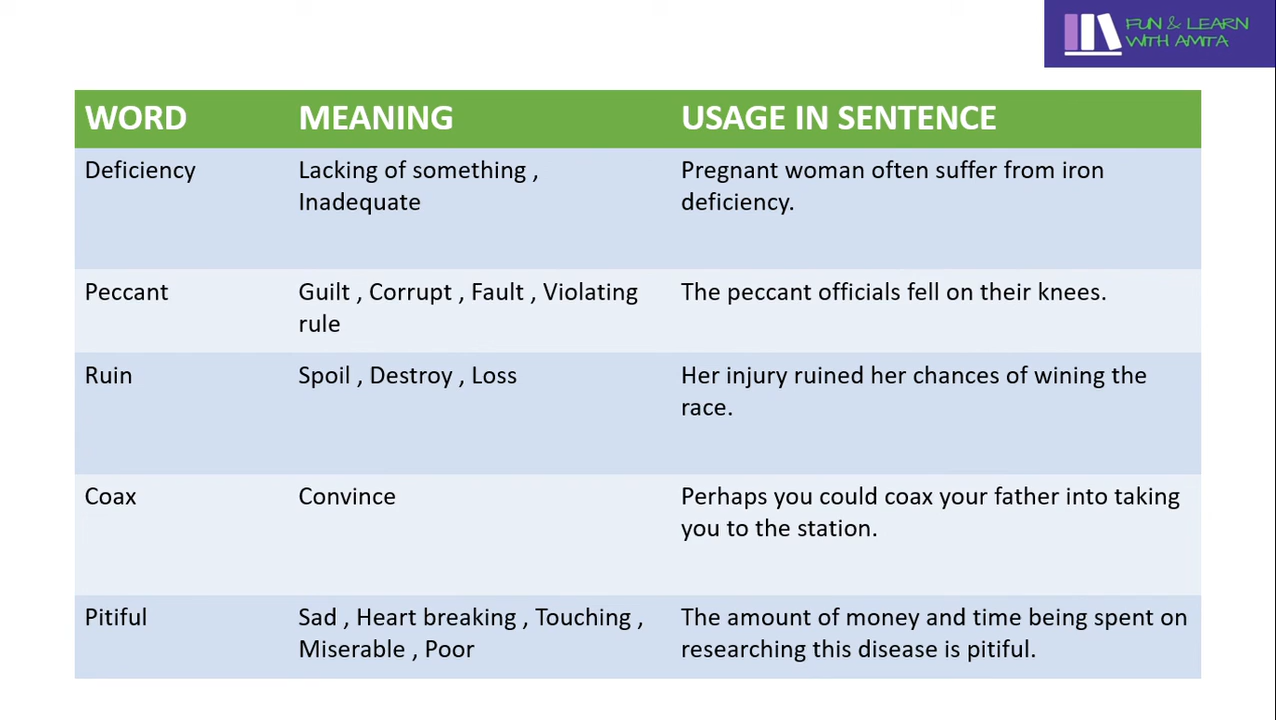 FUN & LEARN
WITH AMITA
WORD MEANING USAGE IN SENTENCE
Deficiency Lacking of something , Pregnant woman often suffer from iron
Inadequate deficiency.
Peccant Guilt , Corrupt , Fault , Violating The peccant officials fell on their knees.
rule
Ruin Spoil , Destroy , Loss Her injury ruined her chances of wining the
race.
Coax Convince Perhaps you could coax your father into taking
you to the station.
Pitiful Sad , Heart breaking , Touching , The amount of money and time being spent on
Miserable , Poor researching this disease is pitiful.